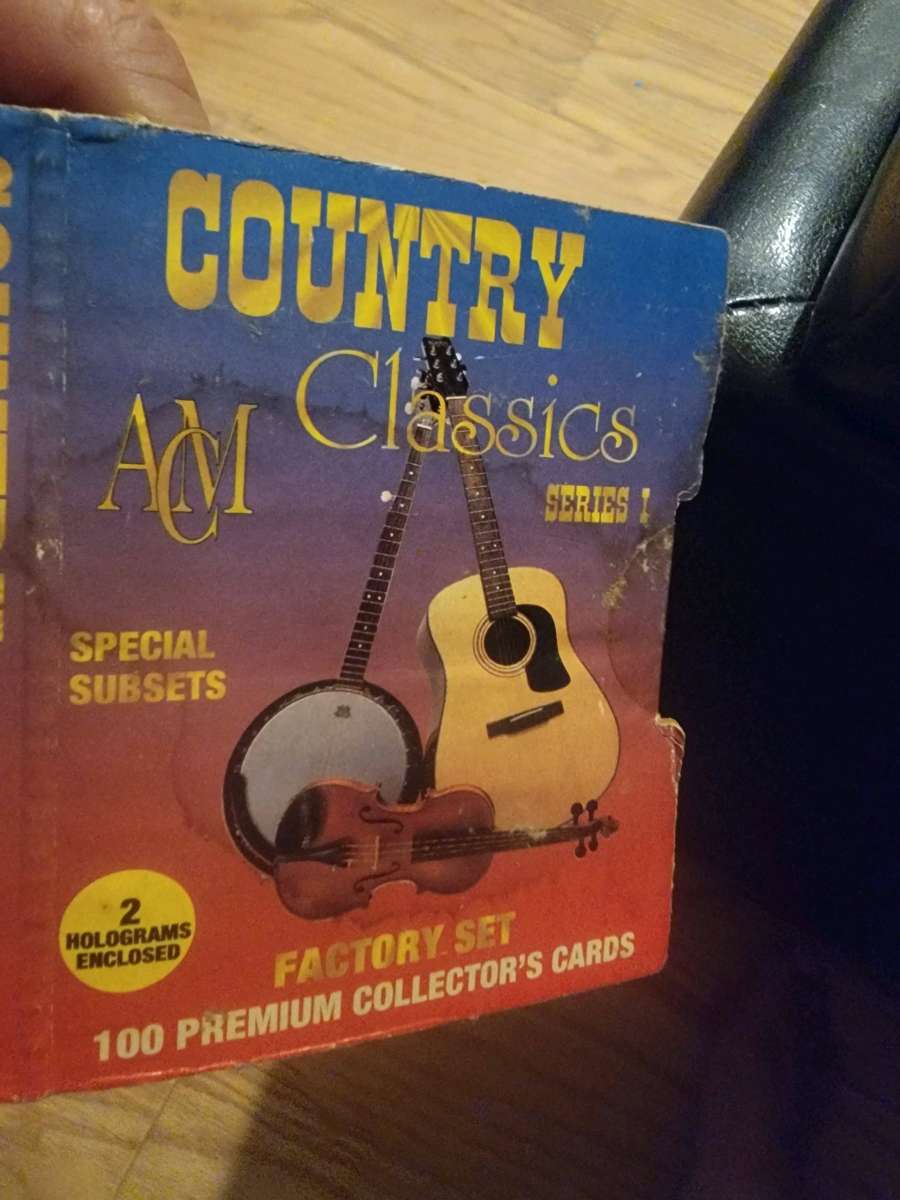 COUNTRY
Classics
ACM
SERIES I
SPECIAL
SUBSETS
2
HOLOGRAMS
ENCLOSED
FACTORY SET
100 PREMIUM COLLECTOR'S CARDS